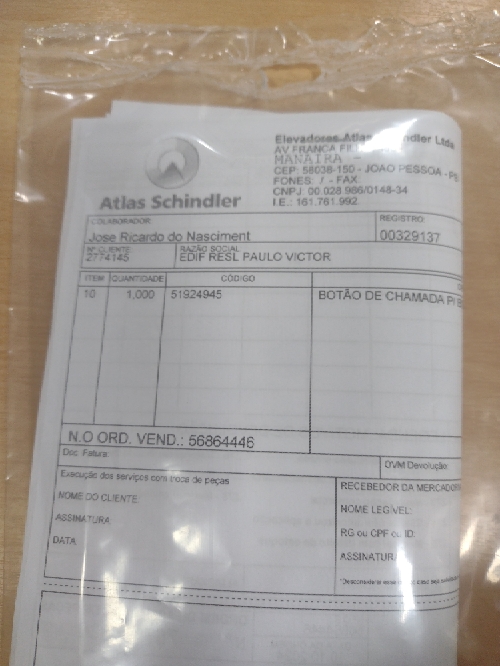 Elevadores Atlas Schindler Ltda
AV FRANCA
MANAIRA -
CEP: 58038-150 - JOAO PESSOA - PB
FONES: / - FAX:
CNPJ: 00.028.986/0148-34
I.E.: 161.761.992
Atlas Schindler
COLABORADOR: REGISTRO:
Jose Ricardo do Nasciment 00329137
Nº CLIENTE: RAZÃO SOCIAL
2774145 EDIF RESL PAULO VICTOR
ITEM QUANTIDADE CÓDIGO
10 1,000 51924945 BOTÃO DE CHAMADA P/
N.O ORD. VEND.: 56864446
Doc. Fatura: OVM Devolução:
Execução dos serviços com troca de peças
RECEBEDOR DA MERCADORIA
NOME DO CLIENTE:
NOME LEGÍVEL:
ASSINATURA:
RG ou CPF ou ID:
DATA:
ASSINATURA